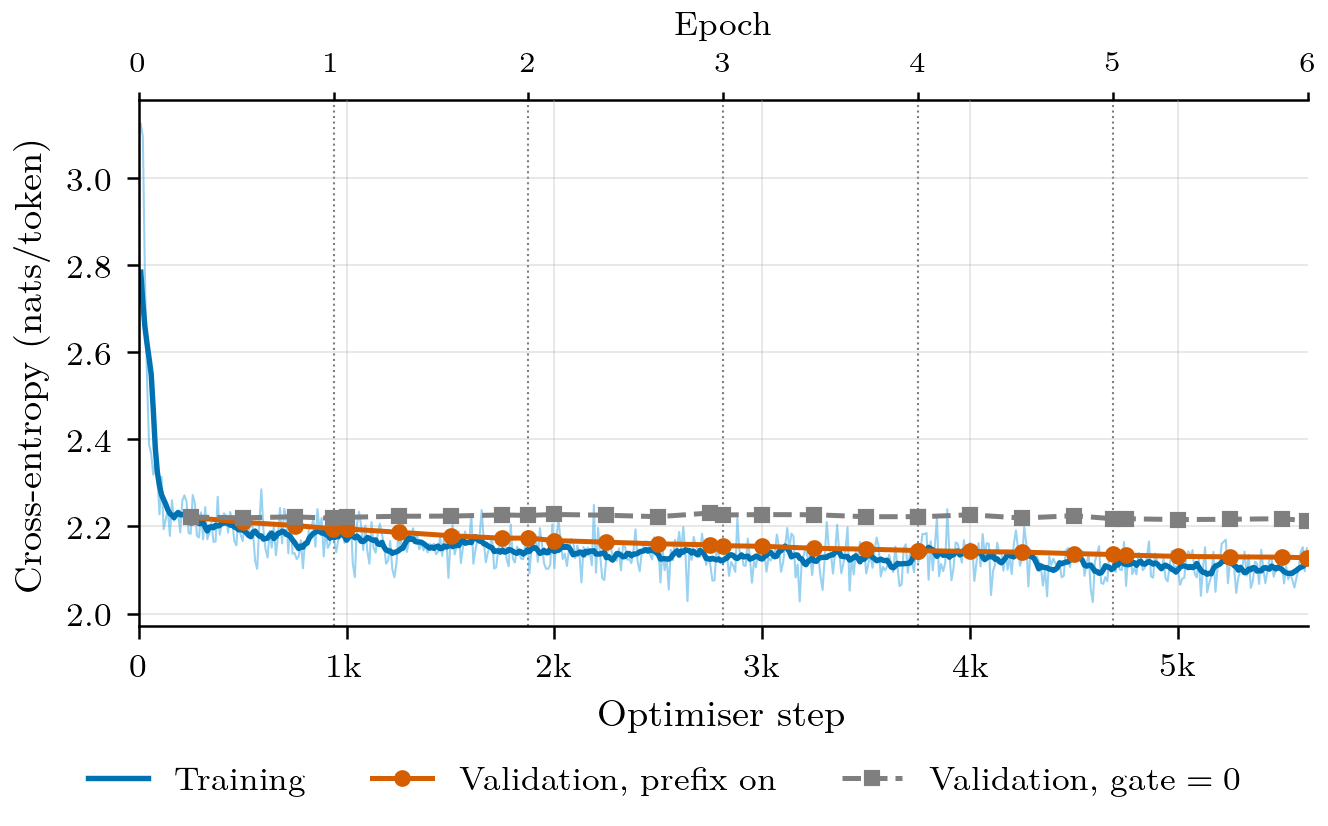 Epoch
0 1 2 3 4 5 6
Cross-entropy (nats/token)
3.0
2.8
2.6
2.4
2.2
2.0
0 1k 2k 3k 4k 5k
Optimiser step
Training Validation, prefix on Validation, gate = 0